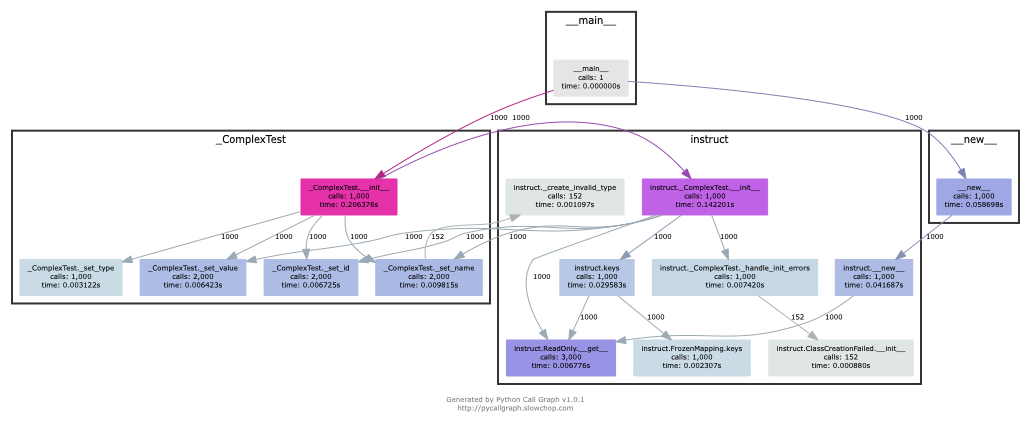 __main__
__main__
calls: 1
time: 0.000000s
1000
1000
1000
_ComplexTest
instruct
__new__
_ComplexTest.__init__
calls: 1,000
time: 0.206376s
instruct._create_invalid_type
calls: 152
time: 0.001097s
instruct._ComplexTest.__init__
calls: 1,000
time: 0.142201s
__new__
calls: 1,000
time: 0.058698s
1000
1000
1000
1000
1000
152
1000
1000
1000
1000
1000
1000
_ComplexTest._set_type
calls: 1,000
time: 0.003122s
_ComplexTest._set_value
calls: 2,000
time: 0.006423s
_ComplexTest._set_id
calls: 2,000
time: 0.006725s
_ComplexTest._set_name
calls: 2,000
time: 0.009815s
instruct.keys
calls: 1,000
time: 0.029583s
instruct._ComplexTest._handle_init_errors
calls: 1,000
time: 0.007420s
instruct.__new__
calls: 1,000
time: 0.041687s
1000
1000
152
1000
instruct.ReadOnly.__get__
calls: 3,000
time: 0.006776s
instruct.FrozenMapping.keys
calls: 1,000
time: 0.002307s
instruct.ClassCreationFailed.__init__
calls: 152
time: 0.000880s
Generated by Python Call Graph v1.0.1
http://pycallgraph.slowchop.com